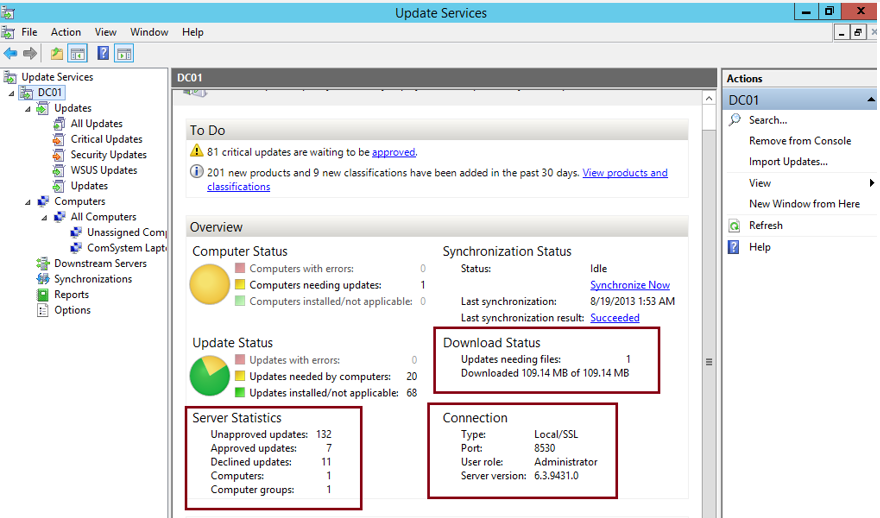 Update Services
File Action View Window Help
Update Services
DC01
Updates
All Updates
Critical Updates
Security Updates
WSUS Updates
Updates
Computers
All Computers
Unassigned Comp
ComSystem Lapt
Downstream Servers
Synchronizations
Reports
Options
DC01
To Do
81 critical updates are waiting to be approved.
201 new products and 9 new classifications have been added in the past 30 days. View products and
classifications
Overview
Computer Status
Computers with errors: 0
Computers needing updates: 1
Computers installed/not applicable: 0
Synchronization Status
Status: Idle
Synchronize Now
Last synchronization: 8/19/2013 1:53 AM
Last synchronization result: Succeeded
Update Status
Updates with errors: 0
Updates needed by computers: 20
Updates installed/not applicable: 68
Download Status
Updates needing files: 1
Downloaded 109.14 MB of 109.14 MB
Server Statistics
Unapproved updates: 132
Approved updates: 7
Declined updates: 11
Computers: 1
Computer groups: 1
Connection
Type: Local/SSL
Port: 8530
User role: Administrator
Server version: 6.3.9431.0
Actions
DC01
Search...
Remove from Console
Import Updates...
View
New Window from Here
Refresh
Help